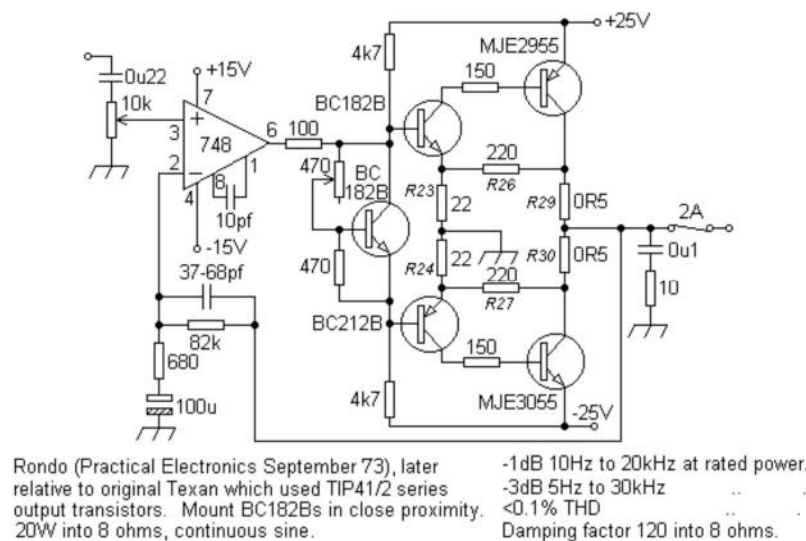 +25V
MJE2955
4k7
150
0u22
+15V
BC182B
10k
7
3
+
748
6
100
2
-
8
1
4
10pf
-15V
470
BC
182B
220
R23
R26
R29
22
0R5
2A
R24
R30
22
0R5
0u1
220
R27
10
37-68pf
470
BC212B
82k
150
680
MJE3055
4k7
100u
-25V
Rondo (Practical Electronics September 73), later
relative to original Texan which used TIP41/2 series
output transistors. Mount BC182Bs in close proximity.
20W into 8 ohms, continuous sine.
-1dB 10Hz to 20kHz at rated power.
-3dB 5Hz to 30kHz .. .
<0.1% THD .. .
Damping factor 120 into 8 ohms.